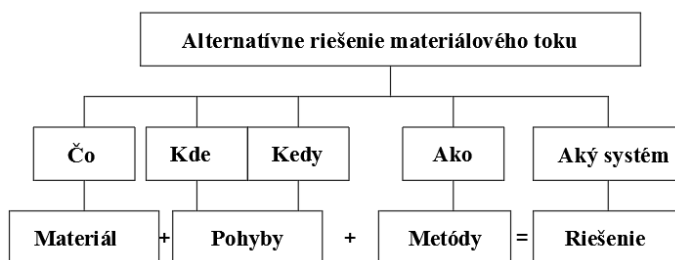 Alternatívne riešenie materiálového toku
Čo Kde Kedy Ako Aký systém
Materiál + Pohyby + Metódy = Riešenie